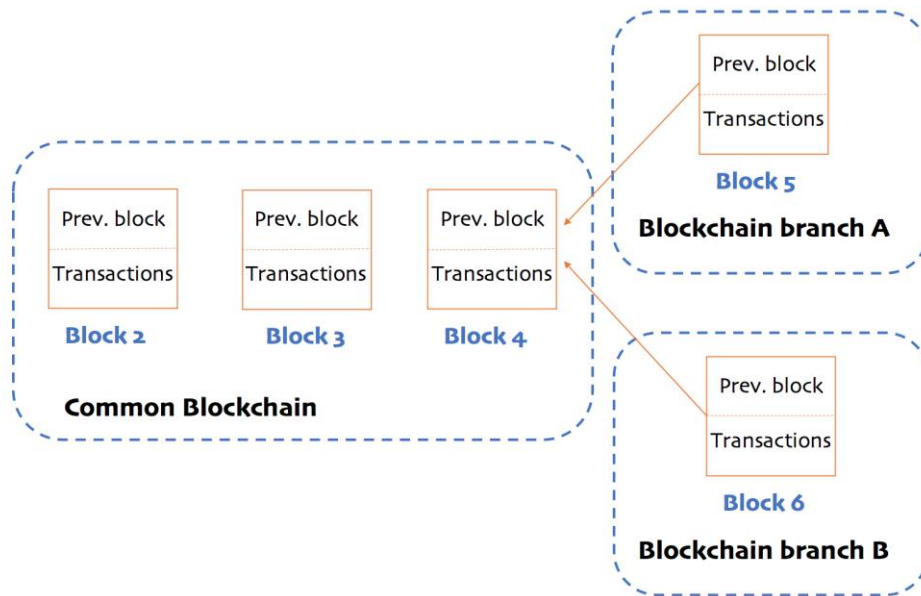 Prev. block
Transactions
Block 2
Prev. block
Transactions
Block 3
Prev. block
Transactions
Block 4
Common Blockchain
Prev. block
Transactions
Block 5
Blockchain branch A
Prev. block
Transactions
Block 6
Blockchain branch B